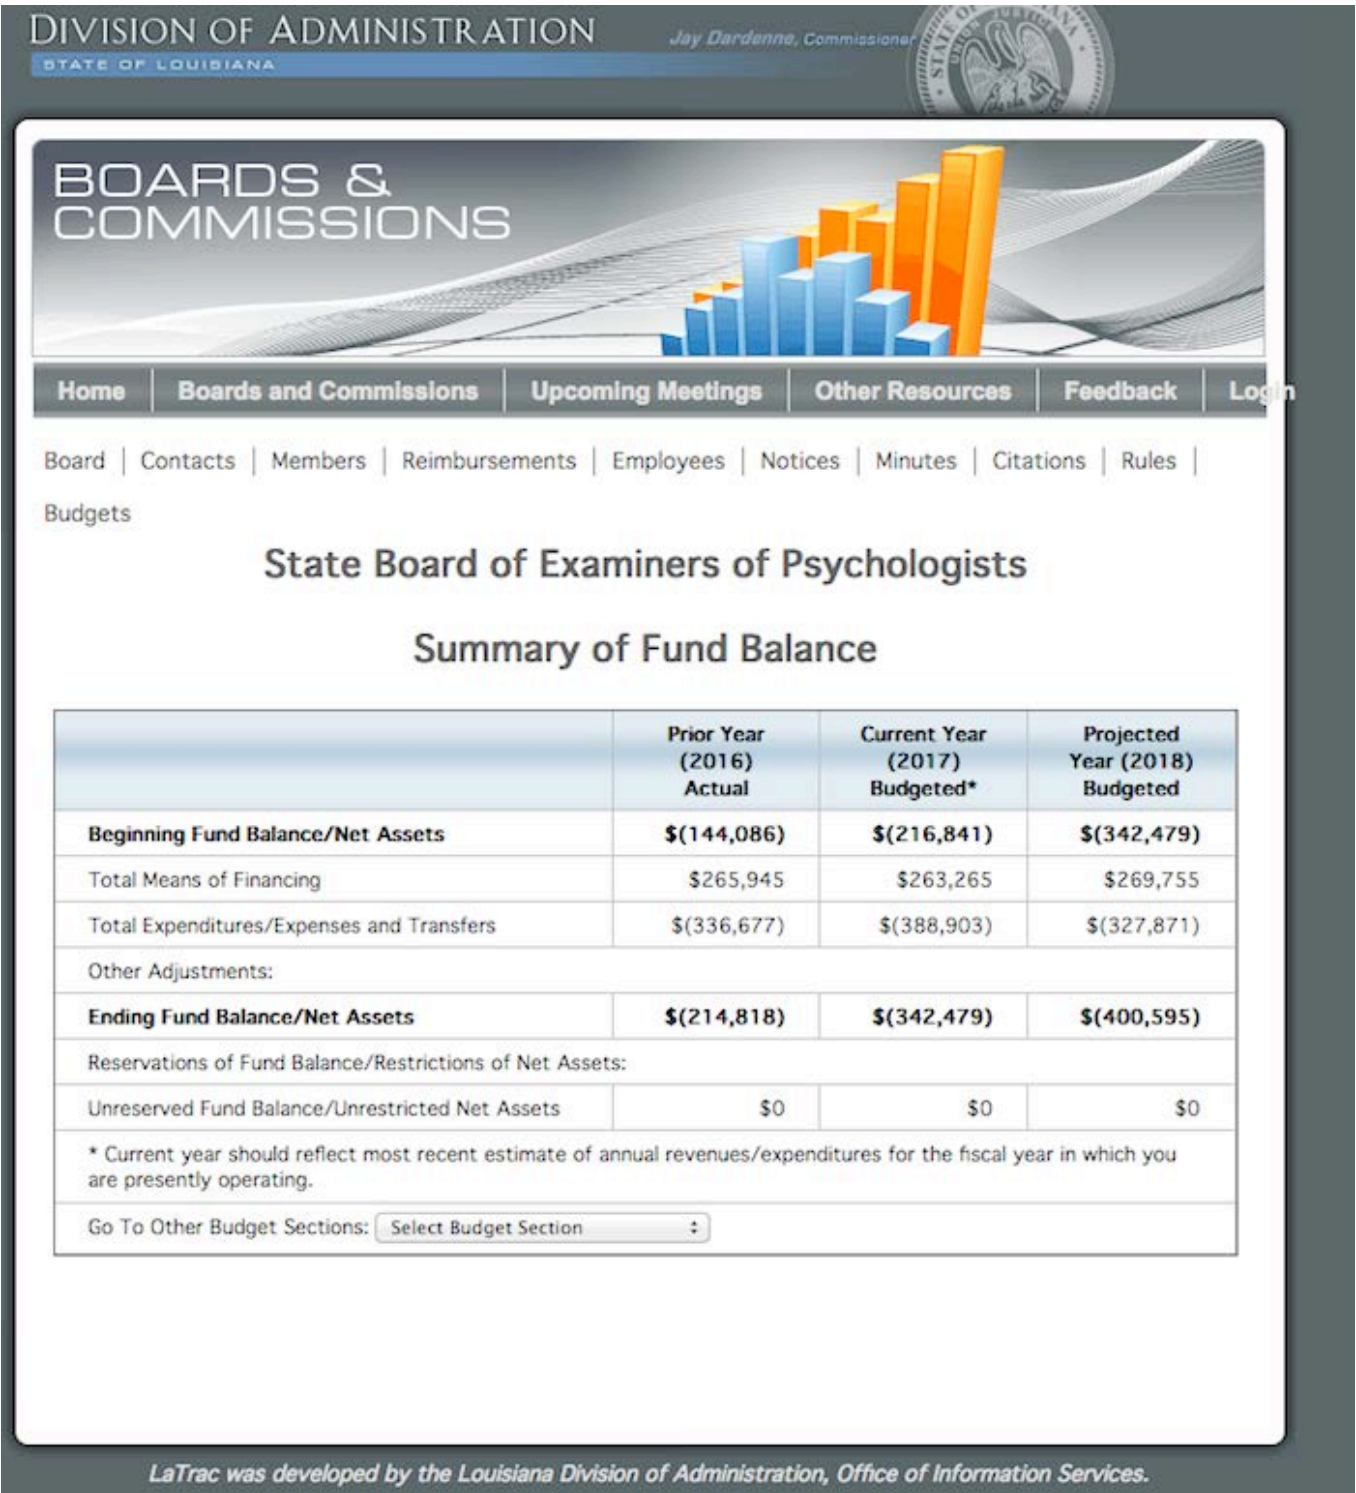 DIVISION OF ADMINISTRATION
Jay Dardenne, Commissioner
STATE OF LOUISIANA
BOARDS &
COMMISSIONS
Home Boards and Commissions Upcoming Meetings Other Resources Feedback Login
Board | Contacts | Members | Reimbursements | Employees | Notices | Minutes | Citations | Rules |
Budgets
State Board of Examiners of Psychologists
Summary of Fund Balance
Prior Year (2016) Actual Current Year (2017) Budgeted* Projected Year (2018) Budgeted
Beginning Fund Balance/Net Assets $(144,086) $(216,841) $(342,479)
Total Means of Financing $265,945 $263,265 $269,755
Total Expenditures/Expenses and Transfers $(336,677) $(388,903) $(327,871)
Other Adjustments:
Ending Fund Balance/Net Assets $(214,818) $(342,479) $(400,595)
Reservations of Fund Balance/Restrictions of Net Assets:
Unreserved Fund Balance/Unrestricted Net Assets $0 $0 $0
* Current year should reflect most recent estimate of annual revenues/expenditures for the fiscal year in which you
are presently operating.
Go To Other Budget Sections: Select Budget Section
LaTrac was developed by the Louisiana Division of Administration, Office of Information Services.